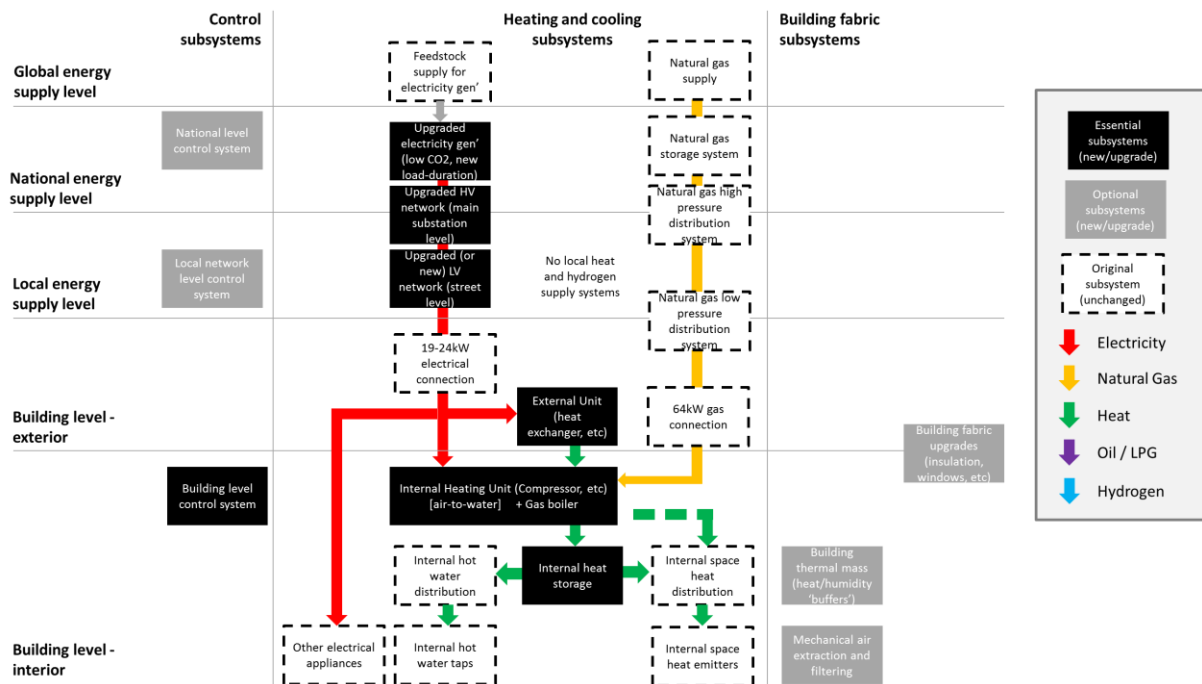 Control
subsystems
Heating and cooling
subsystems
Building fabric
subsystems
Global energy
supply level
Feedstock
supply for
electricity gen'
Natural gas
supply
National level
control system
Upgraded
electricity gen'
(low CO2, new
load-duration)
Natural gas
storage system
National energy
supply level
Upgraded HV
network (main
substation
level)
Natural gas high
pressure
distribution
system
Local energy
supply level
Local network
level control
system
Upgraded (or
new) LV
network (street
level)
No local heat
and hydrogen
supply systems
Natural gas low
pressure
distribution
system
19-24kW
electrical
connection
Building level -
exterior
External Unit
(heat
exchanger, etc)
64kW gas
connection
Building fabric
upgrades
(insulation,
windows, etc)
Building level
control system
Internal Heating Unit (Compressor, etc)
[air-to-water] + Gas boiler
Internal hot
water
distribution
Internal heat
storage
Internal space
heat
distribution
Building
thermal mass
(heat/humidity
'buffers')
Building level -
interior
Other electrical
appliances
Internal hot
water taps
Internal space
heat emitters
Mechanical air
extraction and
filtering
Essential
subsystems
(new/upgrade)
Optional
subsystems
(new/upgrade)
Original
subsystem
(unchanged)
Electricity
Natural Gas
Heat
Oil / LPG
Hydrogen